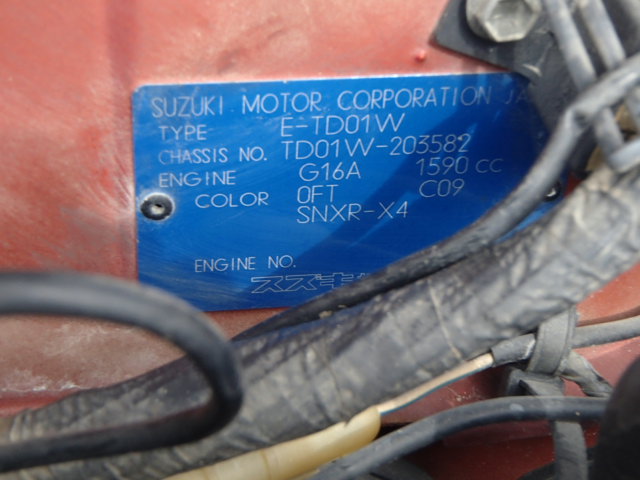 SUZUKI MOTOR CORPORATION
TYPE E-TD01W
CHASSIS NO. TD01W-203582
ENGINE G16A 1590 CC
COLOR 0FT C09
SNXR-X4
ENGINE NO.